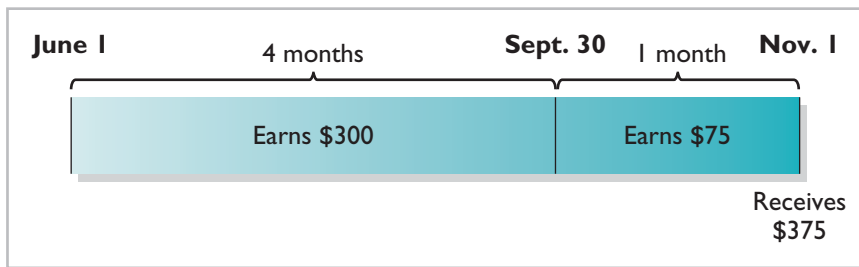 June 1
4 months
Sept. 30
1 month
Nov. 1
Earns $300
Earns $75
Receives
$375